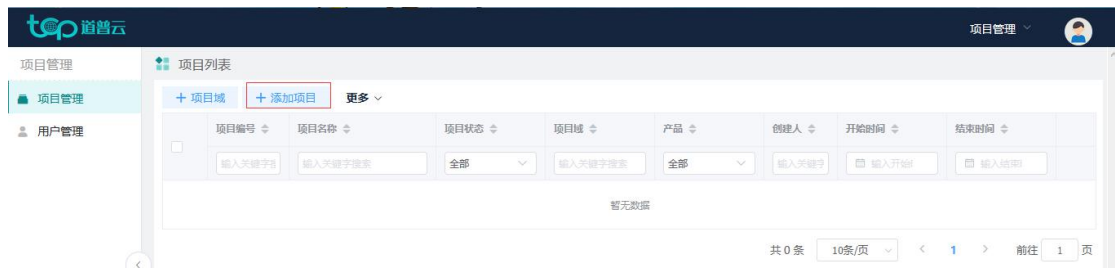 top 道普云
项目管理
项目管理
项目管理
用户管理
项目列表
+ 项目域 + 添加项目 更多
项目编号 项目名称 项目状态 项目域 产品 创建人 开始时间 结束时间
输入关键字搜 输入关键字搜索 全部 输入关键字搜索 全部 输入关键字 输入开始 输入结束
暂无数据
共 0 条 10条/页 < 1 > 前往 1 页